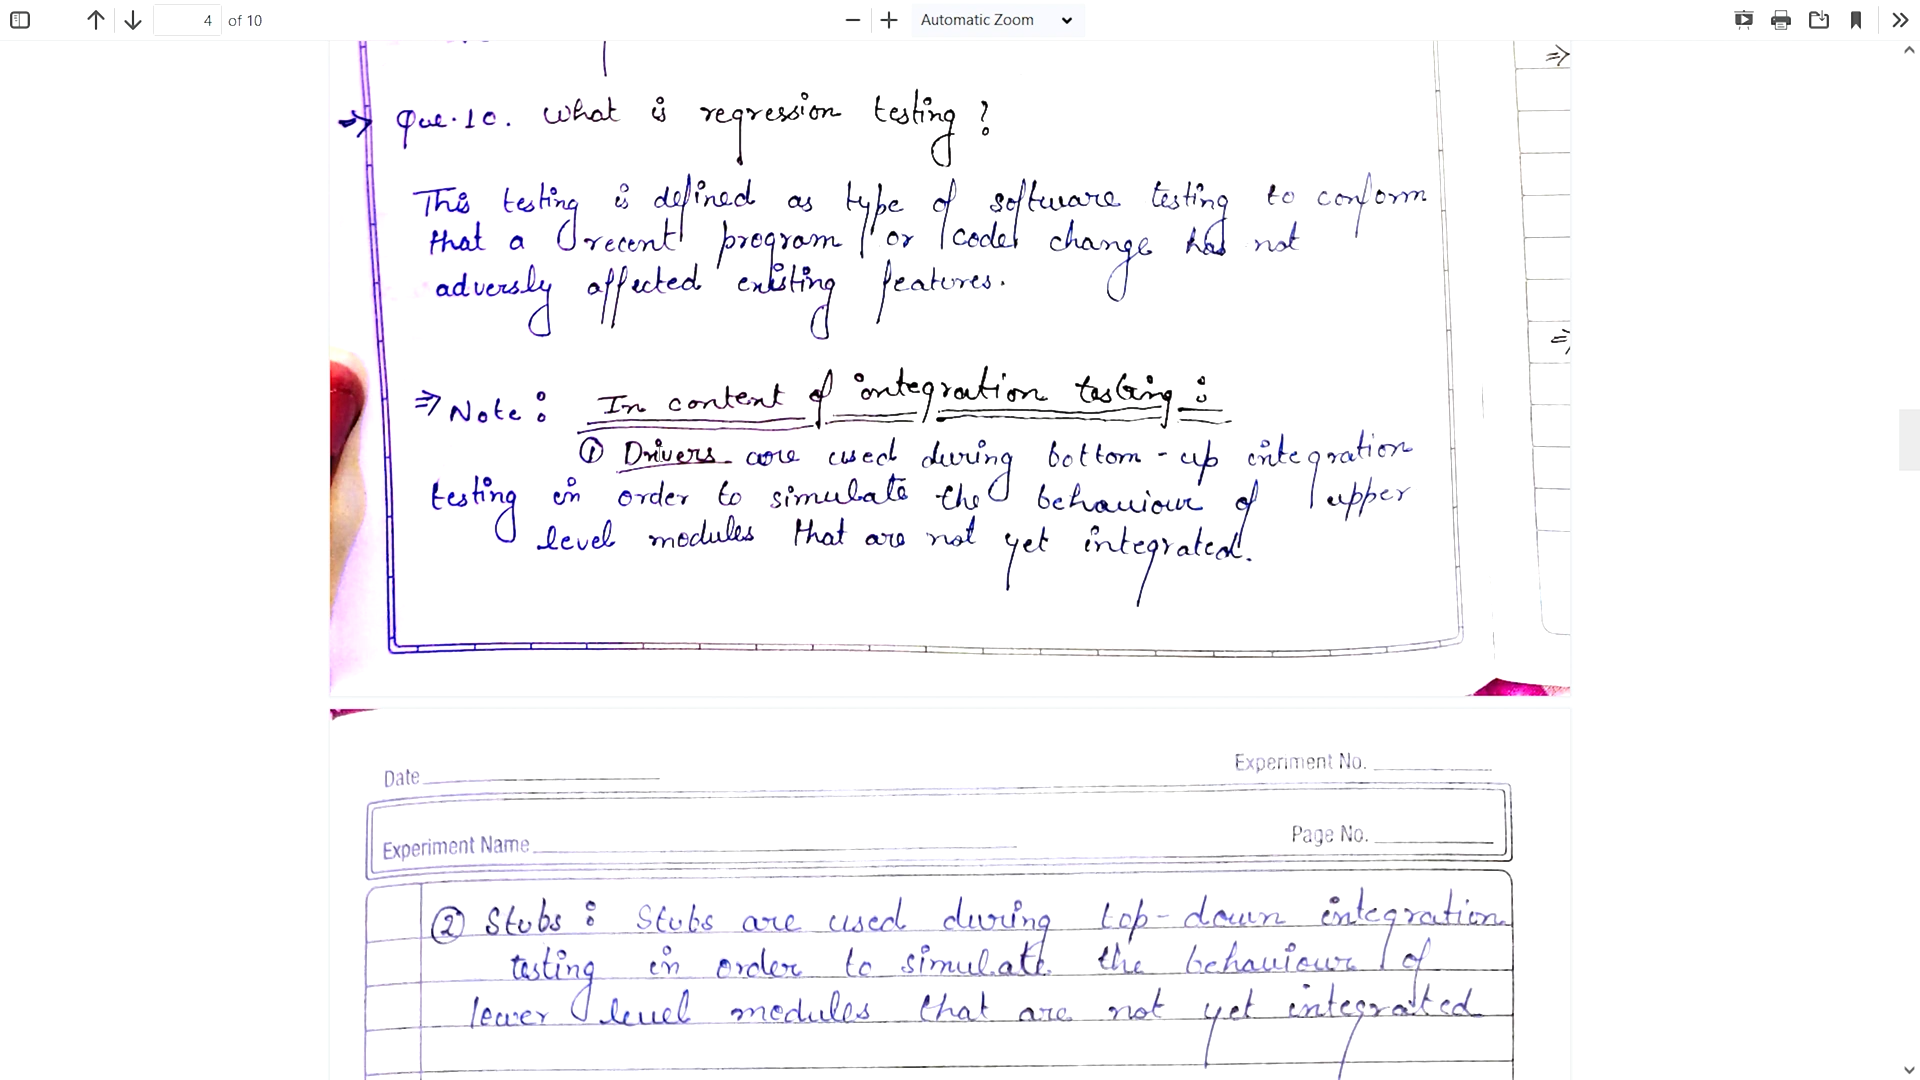 4 of 10 Automatic Zoom
⇒ Que.10. What is regression testing?
This testing is defined as type of software testing to conform
that a recent program or code change has not
adversly affected existing features.
⇒ Note: In content of integration testing:
① Drivers are used during bottom-up integration
testing in order to simulate the behaviour of upper
level modules that are not yet integrated.
Date Experiment No.
Experiment Name Page No.
② Stubs: Stubs are used during top-down integration
testing in order to simulate the behaviour of
lower level modules that are not yet integrated